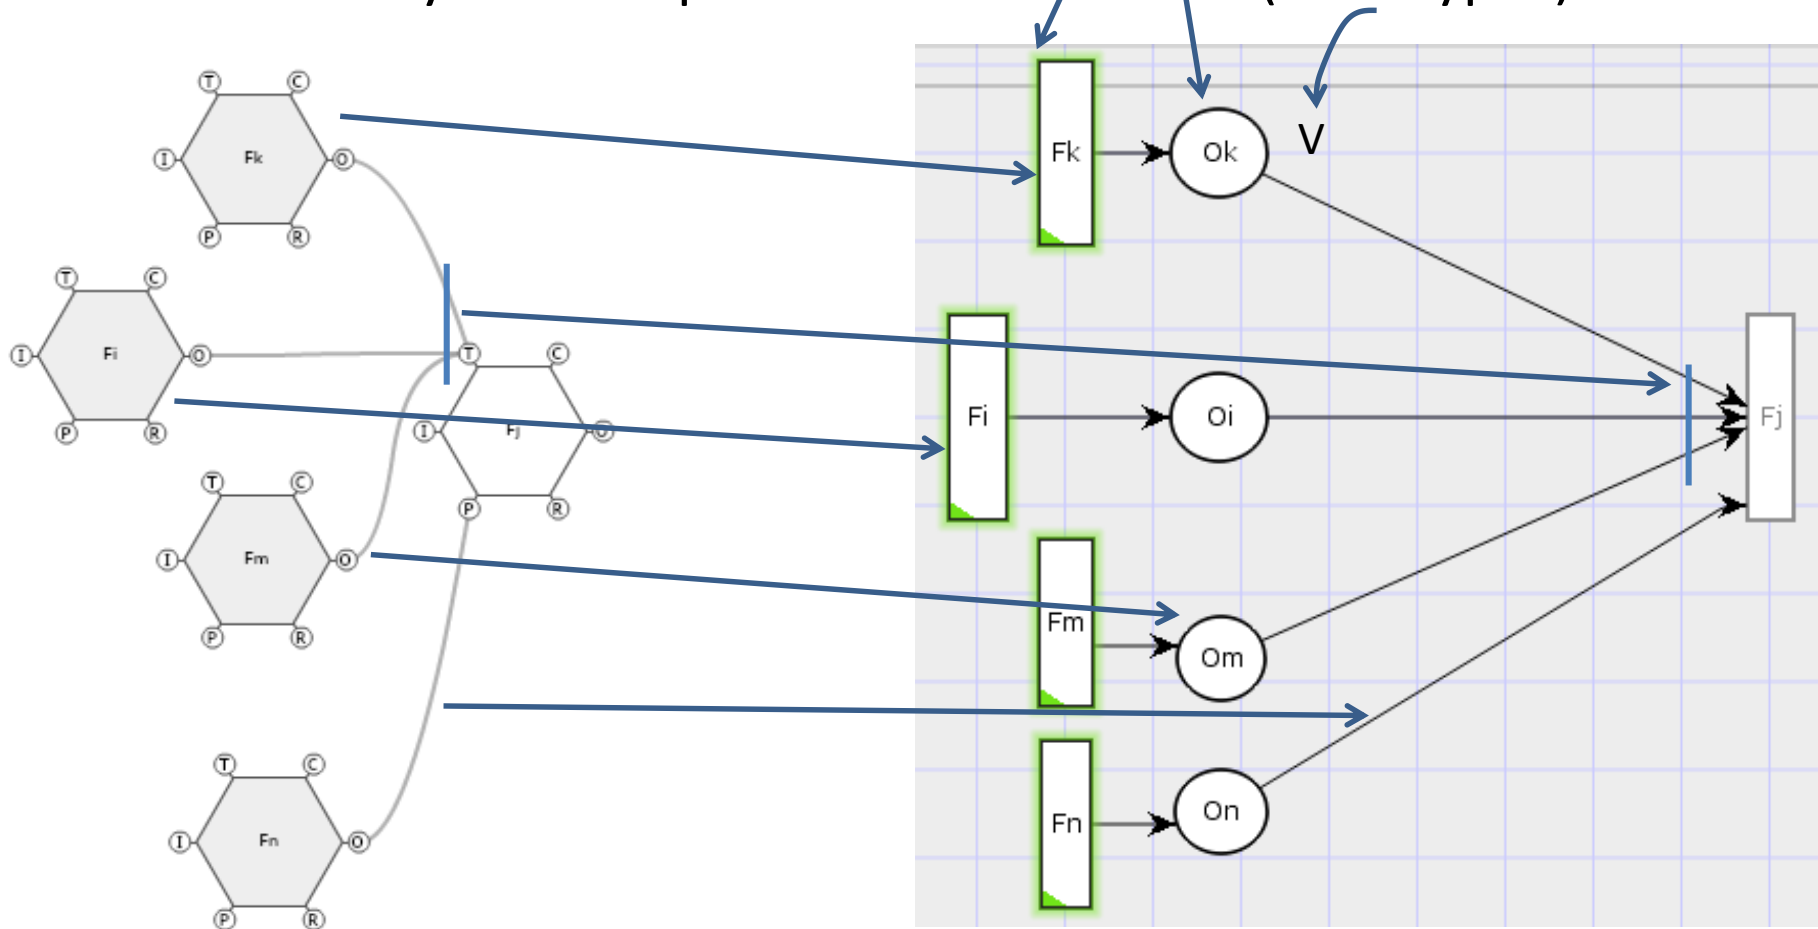 T C
Fk
I O
P R
T C
Fi
I O
P R
T C
Fj
I O
P R
T C
Fm
I O
P R
T C
Fn
I O
P R
Fk Ok V
Fi Oi Fj
Fm Om
Fn On